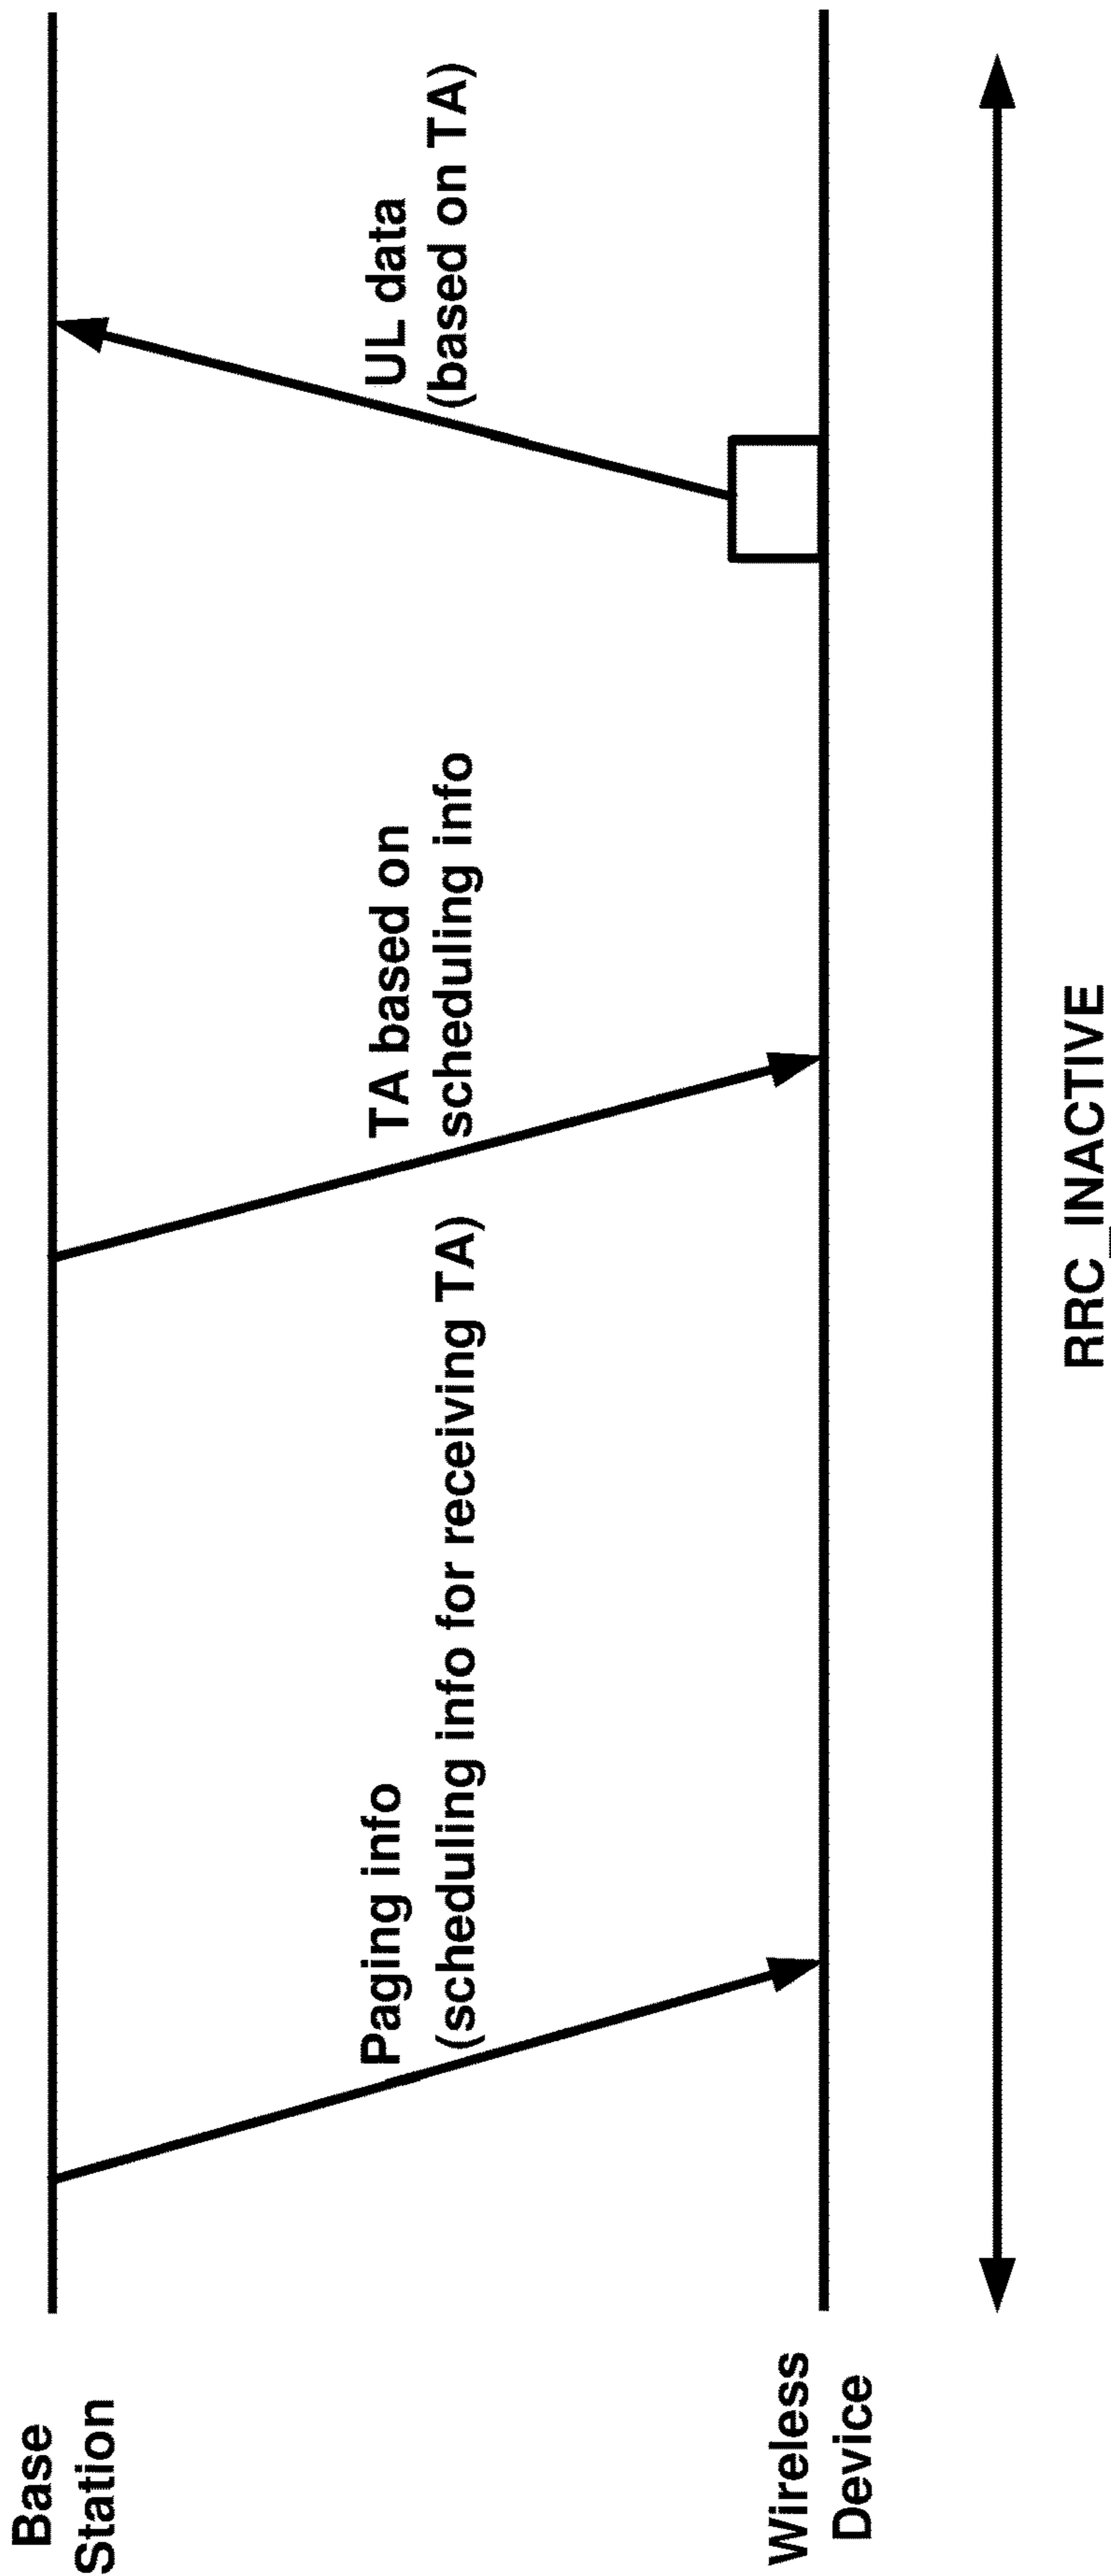 Base
Station
Paging info
(scheduling info for receiving TA)
TA based on
scheduling info
UL data
(based on TA)
Wireless
Device
RRC_INACTIVE